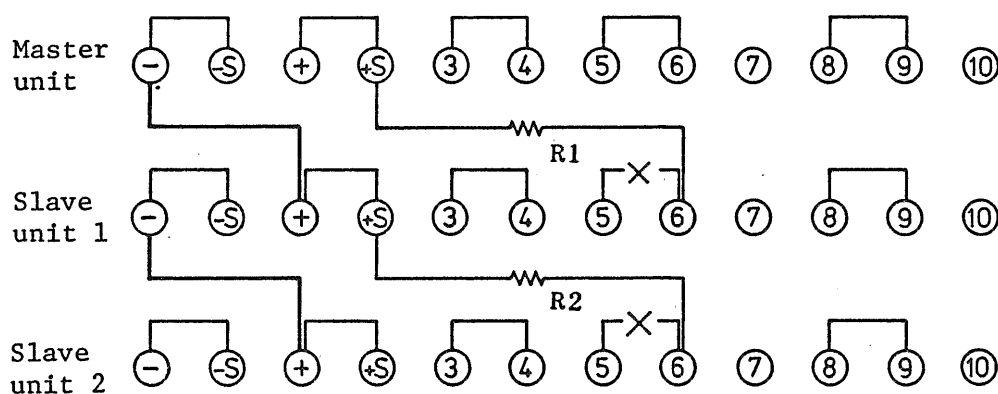 Master
unit
- -S + +S 3 4 5 6 7 8 9 10
R1
Slave
unit 1
- -S + +S 3 4 5 6 7 8 9 10
R2
Slave
unit 2
- -S + +S 3 4 5 6 7 8 9 10